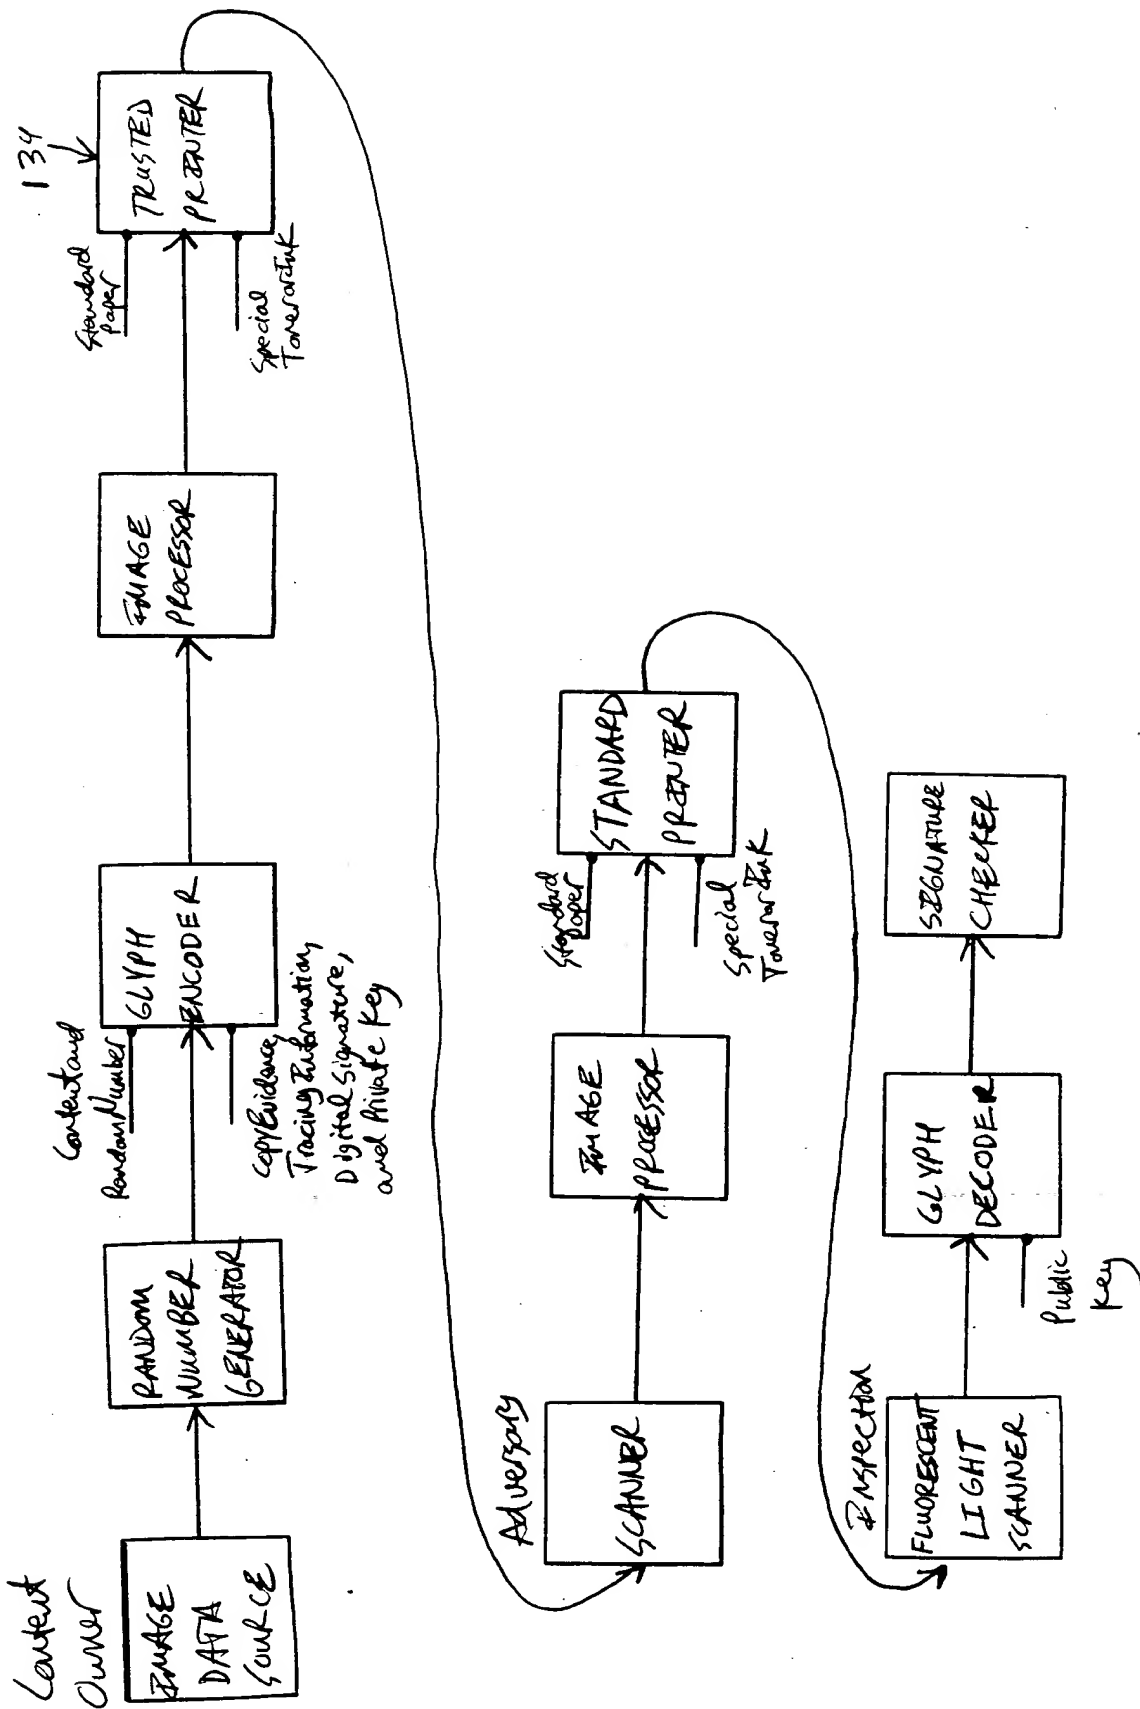 Content
Owner
IMAGE
DATA
SOURCE
RANDOM
NUMBER
GENERATOR
Content and
Random Number
GLYPH
ENCODER
Copy Evidence,
Tracing Information,
Digital Signature,
and Private Key
IMAGE
PROCESSOR
134
Standard
Paper
TRUSTED
PRINTER
Special
Toner or Ink
Adversary
SCANNER
IMAGE
PROCESSOR
Standard
Paper
STANDARD
PRINTER
Special
Toner or Ink
Inspection
FLUORESCENT
LIGHT
SCANNER
GLYPH
DECODER
Public
Key
SIGNATURE
CHECKER